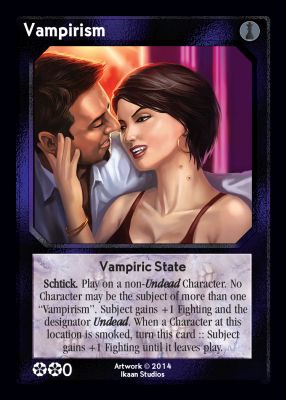 Vampirism
Vampiric State
Schtick. Play on a non-Undead Character. No
Character may be the subject of more than one
"Vampirism". Subject gains +1 Fighting and the
designator Undead. When a Character at this
location is smoked, turn this card :: Subject
gains +1 Fighting until it leaves play.
0
Artwork © 2014
Ikaan Studios